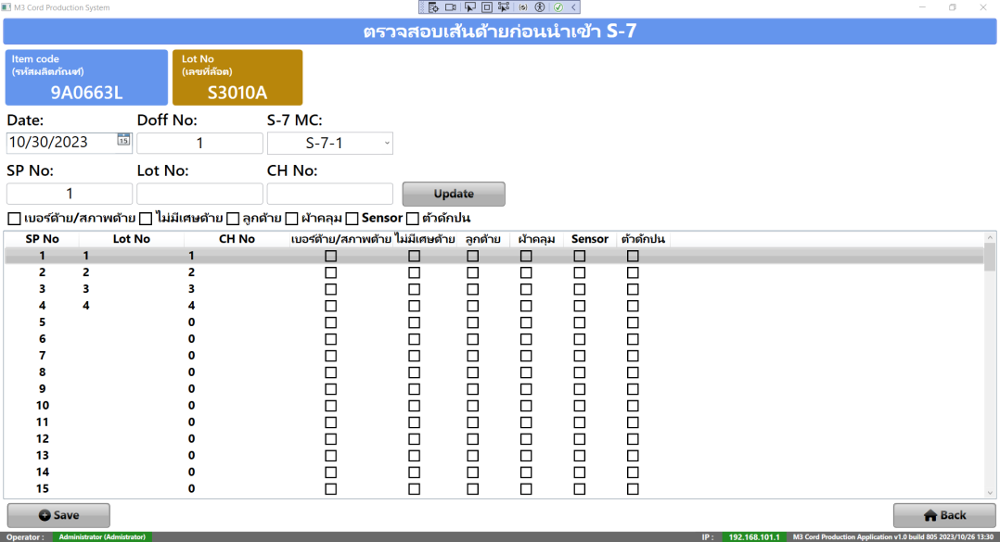 M3 Cord Production System
ตรวจสอบเส้นด้ายก่อนนำเข้า S-7
Item code
(รหัสผลิตภัณฑ์)
9A0663L
Lot No
(เลขที่ล๊อต)
S3010A
Date: Doff No: S-7 MC:
10/30/2023 15 1 S-7-1
SP No: Lot No: CH No:
1 Update
เบอร์ด้าย/สภาพด้าย ไม่มีเศษด้าย ลูกด้าย ผ้าคลุม Sensor ตัวดักปน
SP No Lot No CH No เบอร์ด้าย/สภาพด้าย ไม่มีเศษด้าย ลูกด้าย ผ้าคลุม Sensor ตัวดักปน
1 1 1
2 2 2
3 3 3
4 4 4
5 0
6 0
7 0
8 0
9 0
10 0
11 0
12 0
13 0
14 0
15 0
Save Back
Operator : Administrator (Admistrator) IP : 192.168.101.1 M3 Cord Production Application v1.0 build 805 2023/10/26 13:30